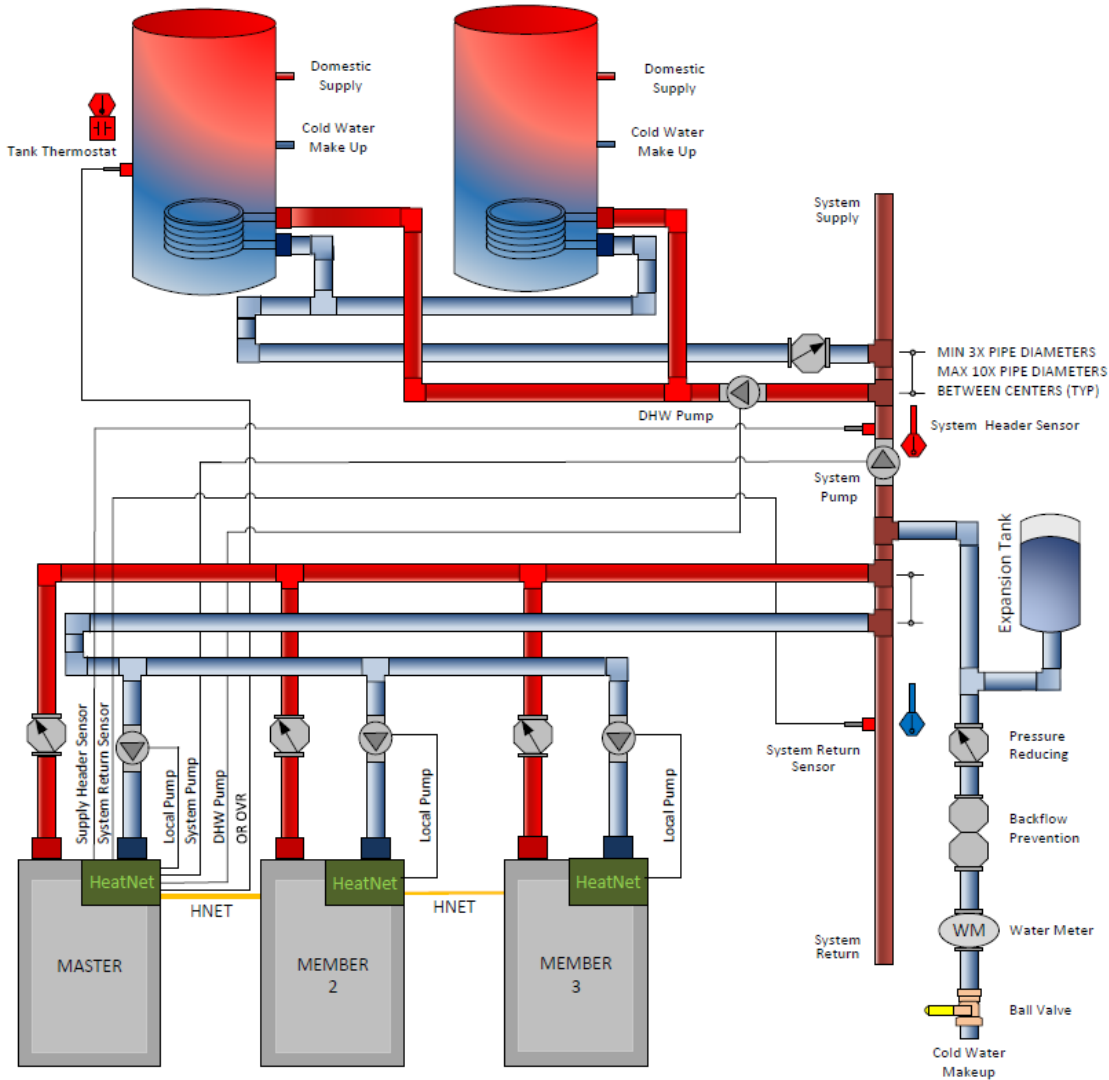 Domestic
Supply
Domestic
Supply
Cold Water
Make Up
Cold Water
Make Up
Tank Thermostat
System
Supply
MIN 3X PIPE DIAMETERS
MAX 10X PIPE DIAMETERS
BETWEEN CENTERS (TYP)
DHW Pump
System Header Sensor
System
Pump
Expansion Tank
System Return
Sensor
Pressure
Reducing
Supply Header Sensor
System Return Sensor
Local Pump
System Pump
DHW Pump
OR OVR
Local Pump
Local Pump
Backflow
Prevention
HeatNet
HeatNet
HeatNet
HNET
HNET
WM
Water Meter
MASTER
MEMBER
2
MEMBER
3
System
Return
Ball Valve
Cold Water
Makeup